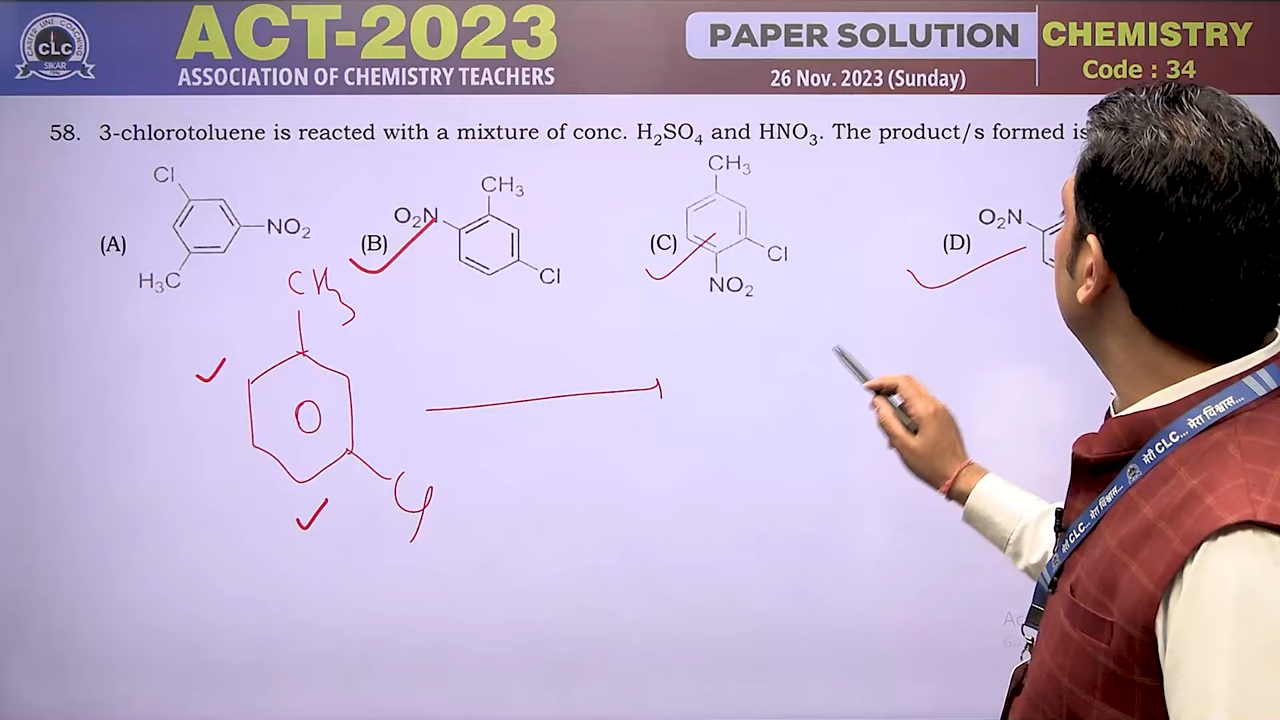 ACT-2023
ASSOCIATION OF CHEMISTRY TEACHERS
PAPER SOLUTION
26 Nov. 2023 (Sunday)
CHEMISTRY
Code : 34
CLC
SIKAR
58. 3-chlorotoluene is reacted with a mixture of conc. H₂SO₄ and HNO₃. The product/s formed is
(A)
Cl
NO₂
H₃C
(B)
O₂N
CH₃
Cl
(C)
CH₃
Cl
NO₂
(D)
O₂N
CH₃
Cl
मेरी CLC... मेरा विश्वास...